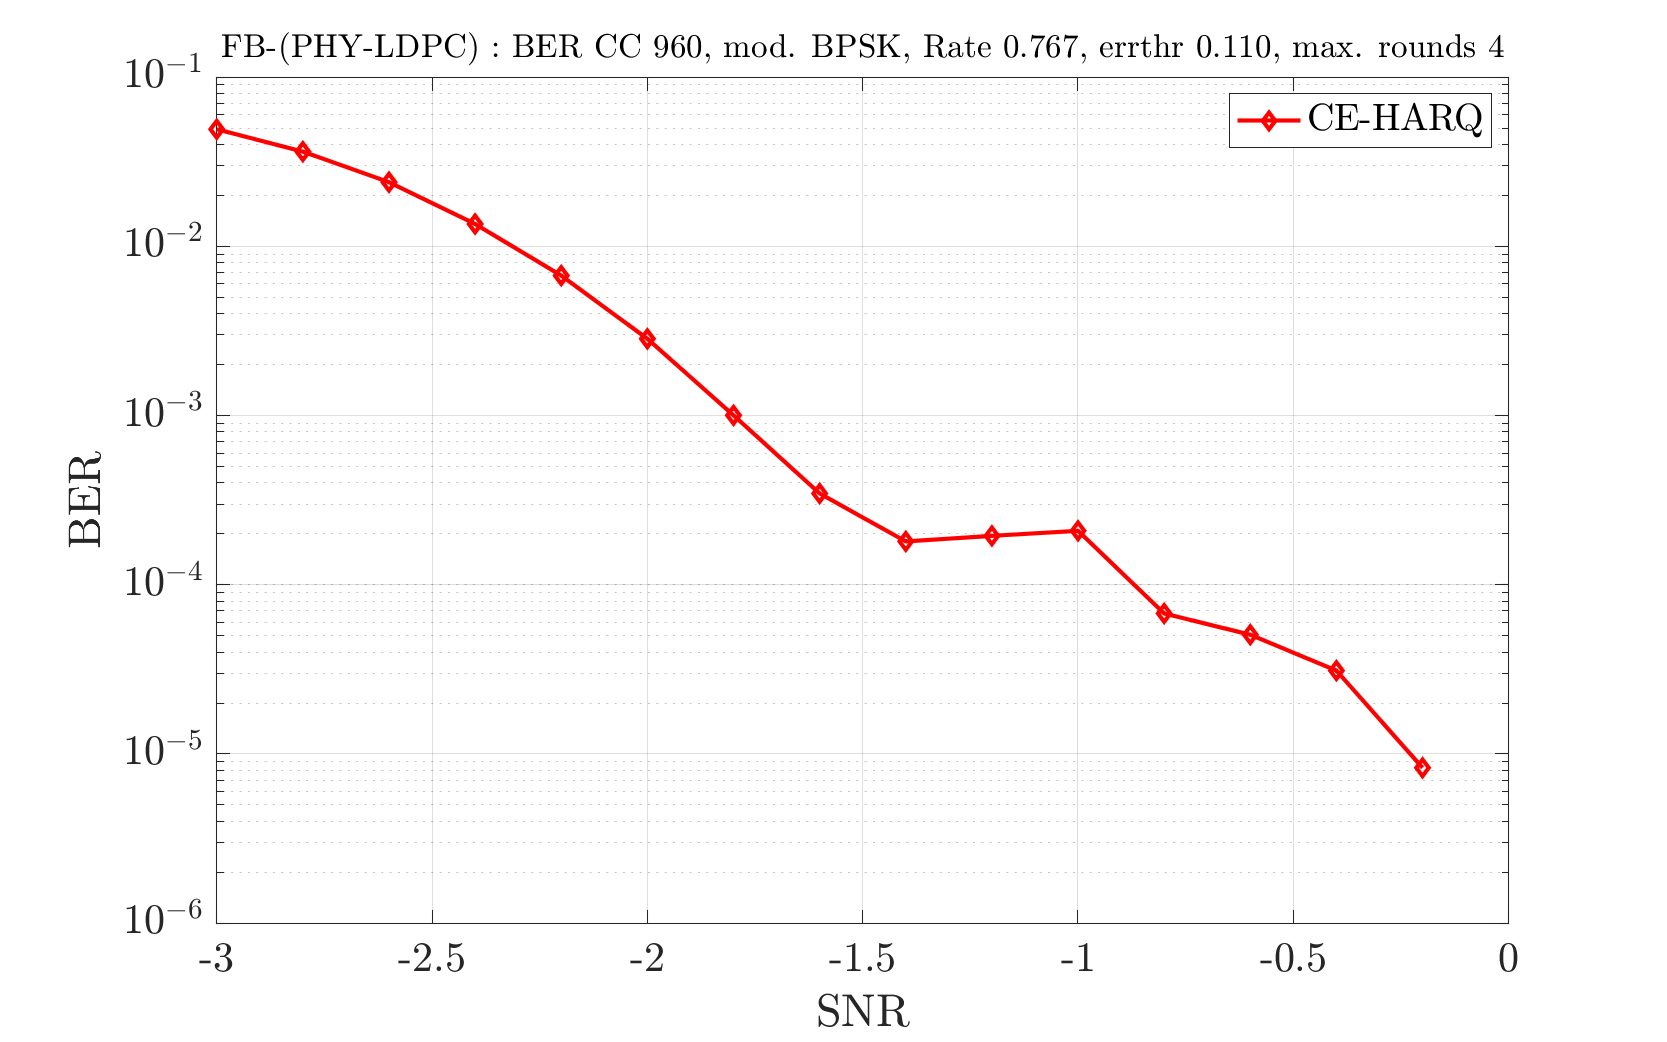 FB-(PHY-LDPC) : BER CC 960, mod. BPSK, Rate 0.767, errthr 0.110, max. rounds 4
CE-HARQ
10^{-1}
10^{-2}
10^{-3}
10^{-4}
10^{-5}
10^{-6}
BER
-3 -2.5 -2 -1.5 -1 -0.5 0
SNR